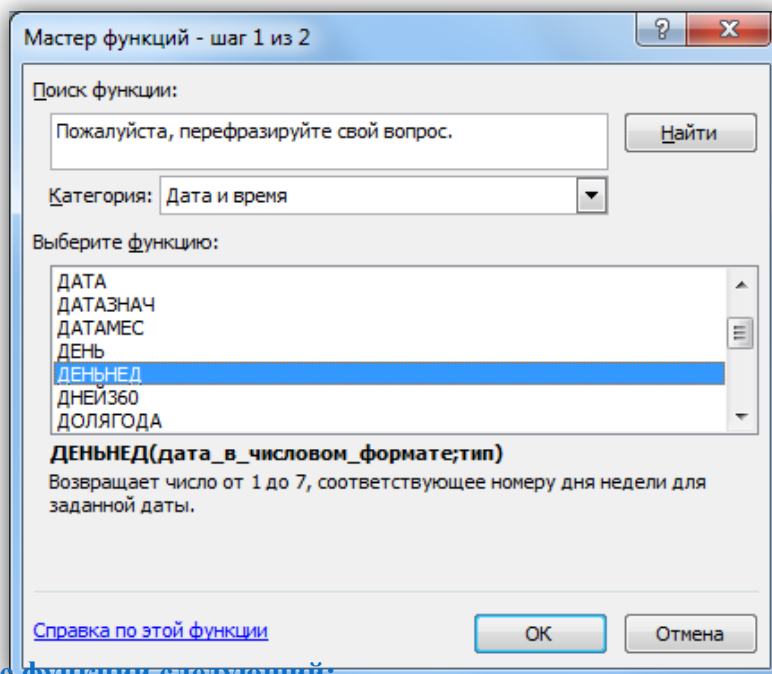 Мастер функций - шаг 1 из 2
Поиск функции:
Пожалуйста, перефразируйте свой вопрос.
Найти
Категория: Дата и время
Выберите функцию:
ДАТА
ДАТАЗНАЧ
ДАТАМЕС
ДЕНЬ
ДЕНЬНЕД
ДНЕЙ360
ДОЛЯГОДА
ДЕНЬНЕД(дата_в_числовом_формате;тип)
Возвращает число от 1 до 7, соответствующее номеру дня недели для
заданной даты.
Справка по этой функции
ОК
Отмена